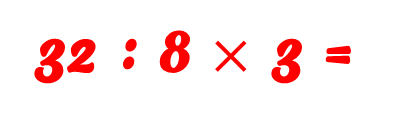 32 : 8 × 3 =